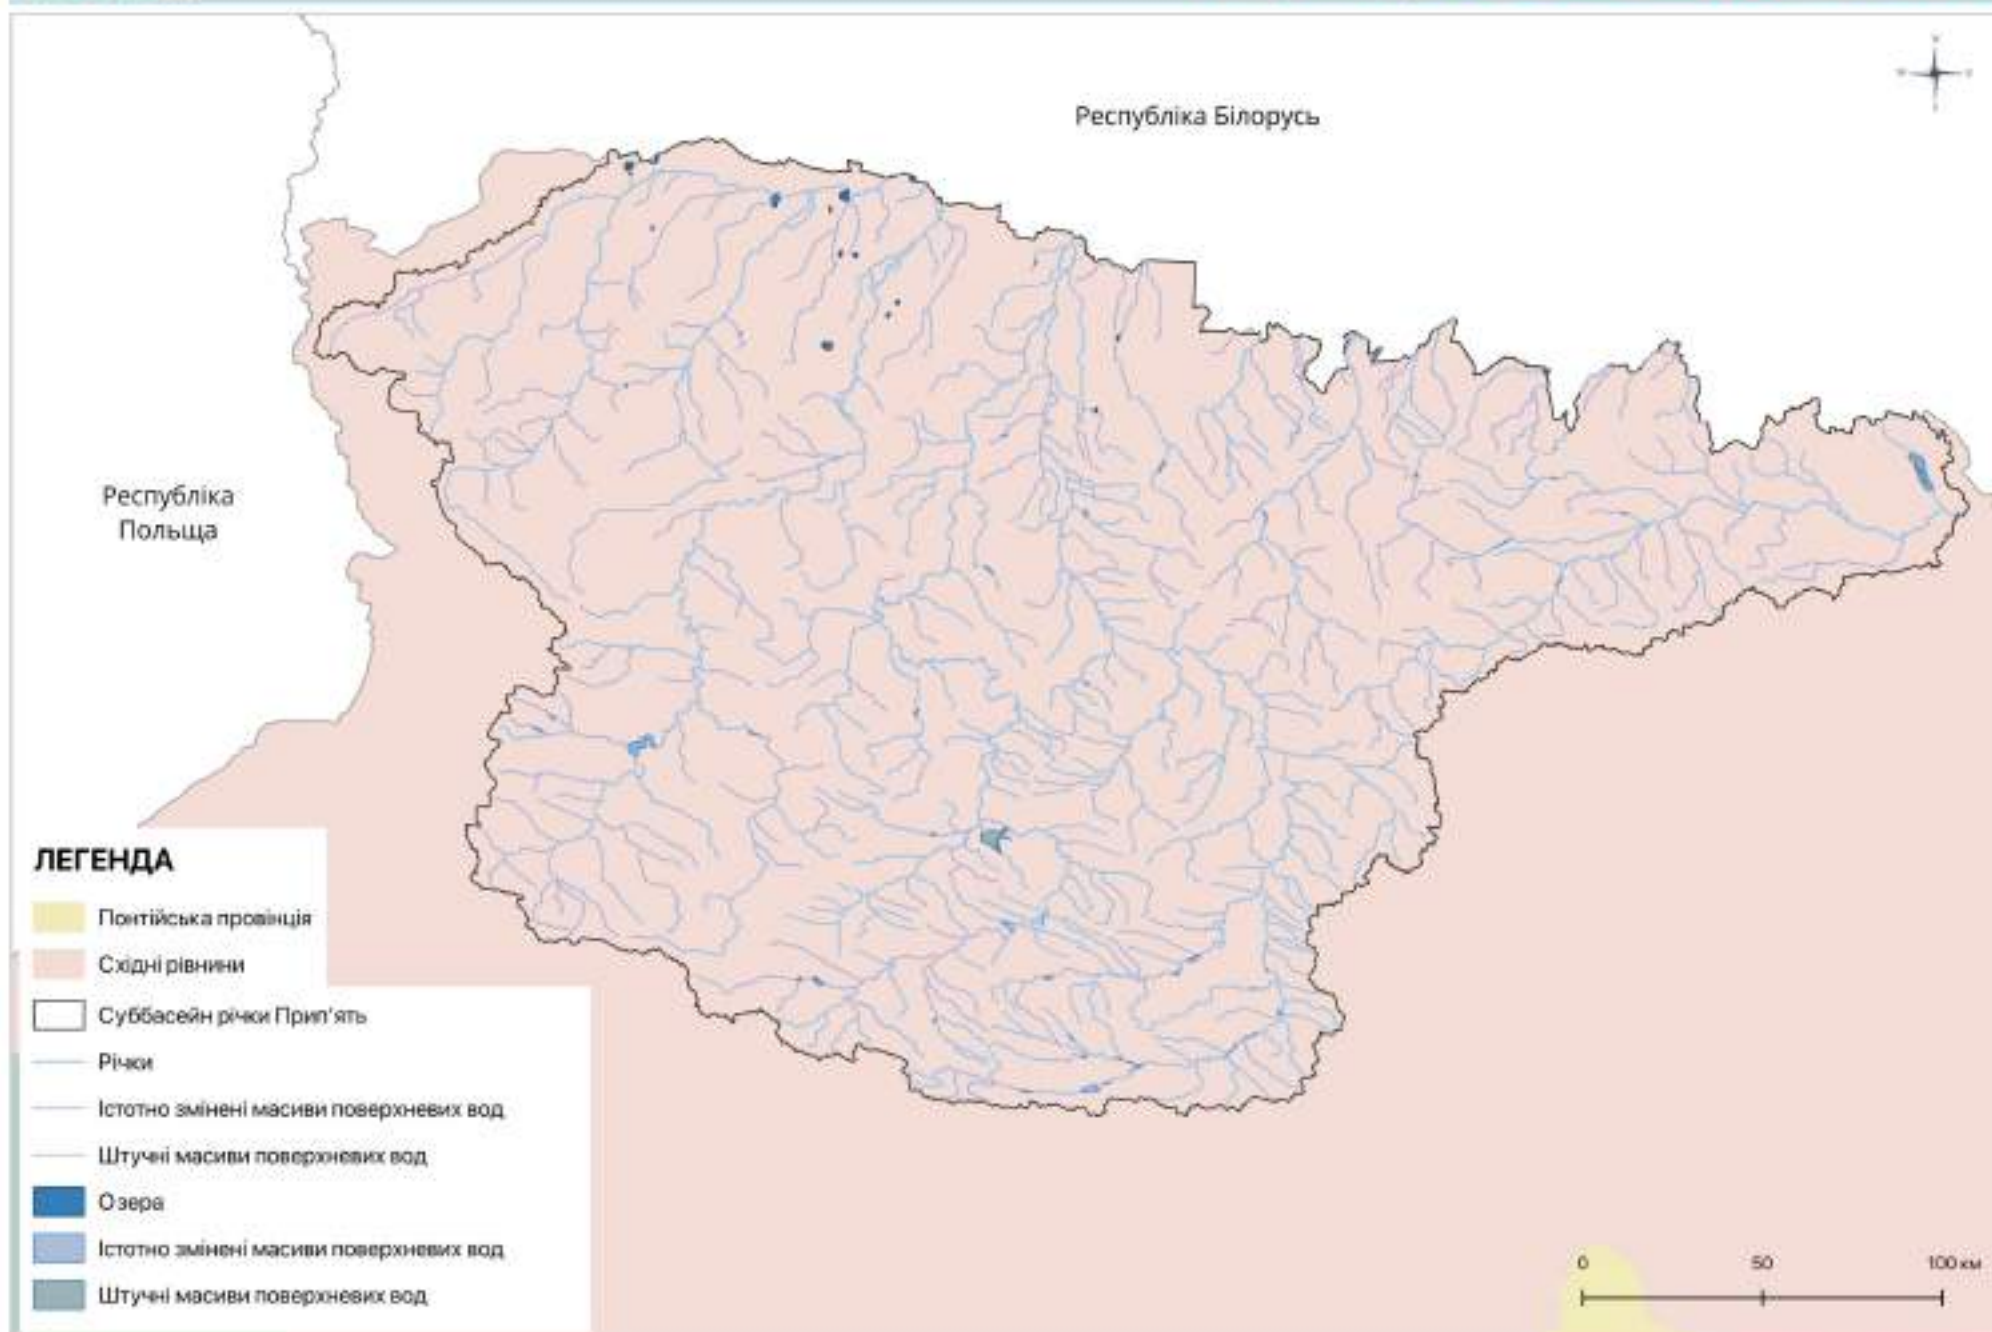 Республіка Білорусь
Республіка
Польща
ЛЕГЕНДА
Понтійська провінція
Східні рівнини
Суббасейн річки Прип'ять
Річки
Істотно змінені масиви поверхневих вод
Штучні масиви поверхневих вод
Озера
Істотно змінені масиви поверхневих вод
Штучні масиви поверхневих вод
0 50 100 км